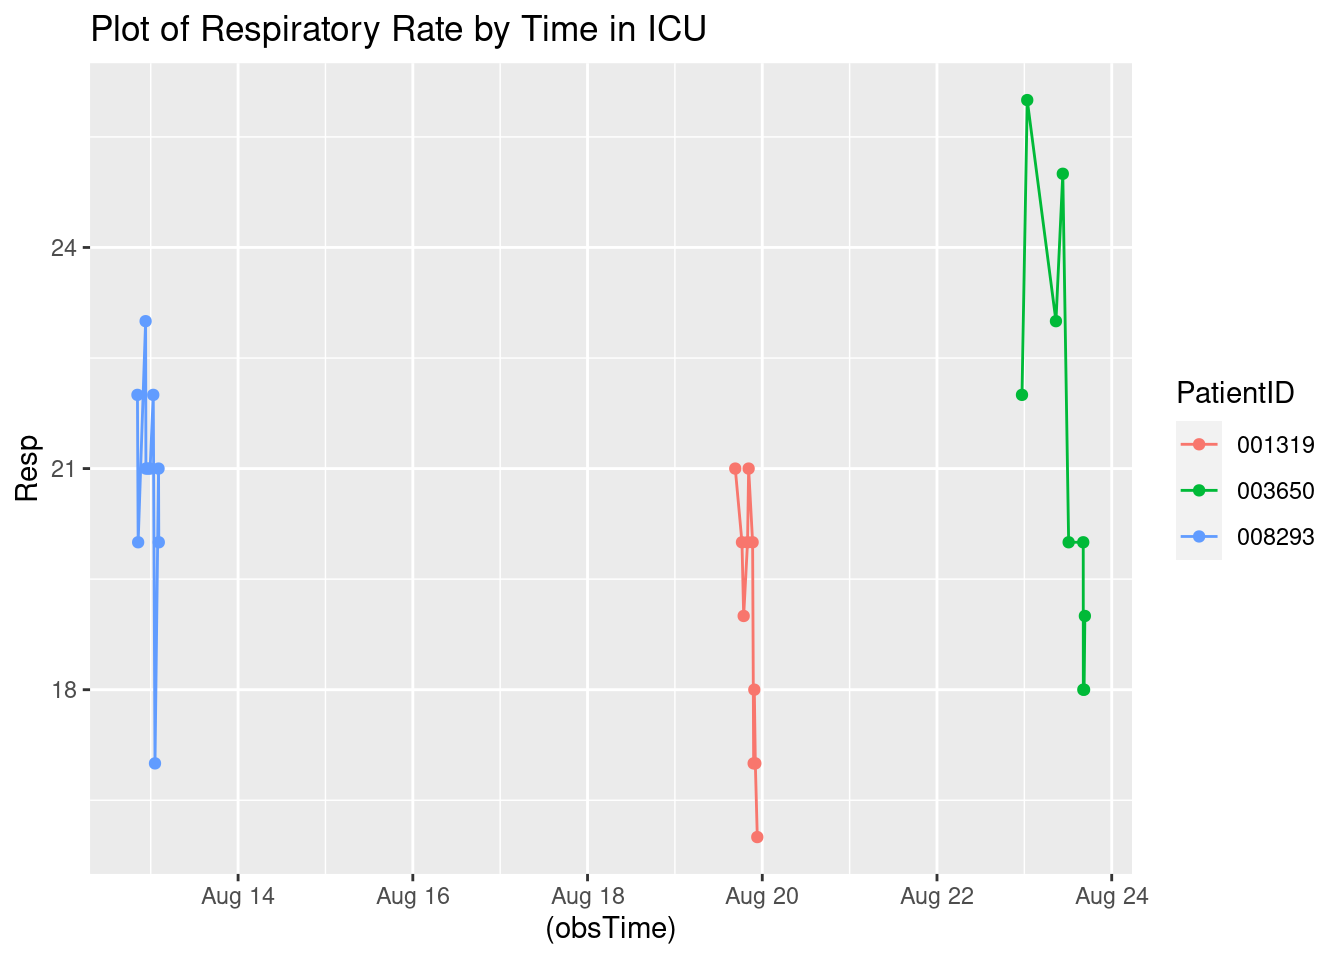 Plot of Respiratory Rate by Time in ICU
Resp
24
21
18
Aug 14 Aug 16 Aug 18 Aug 20 Aug 22 Aug 24
(obsTime)
PatientID
001319
003650
008293